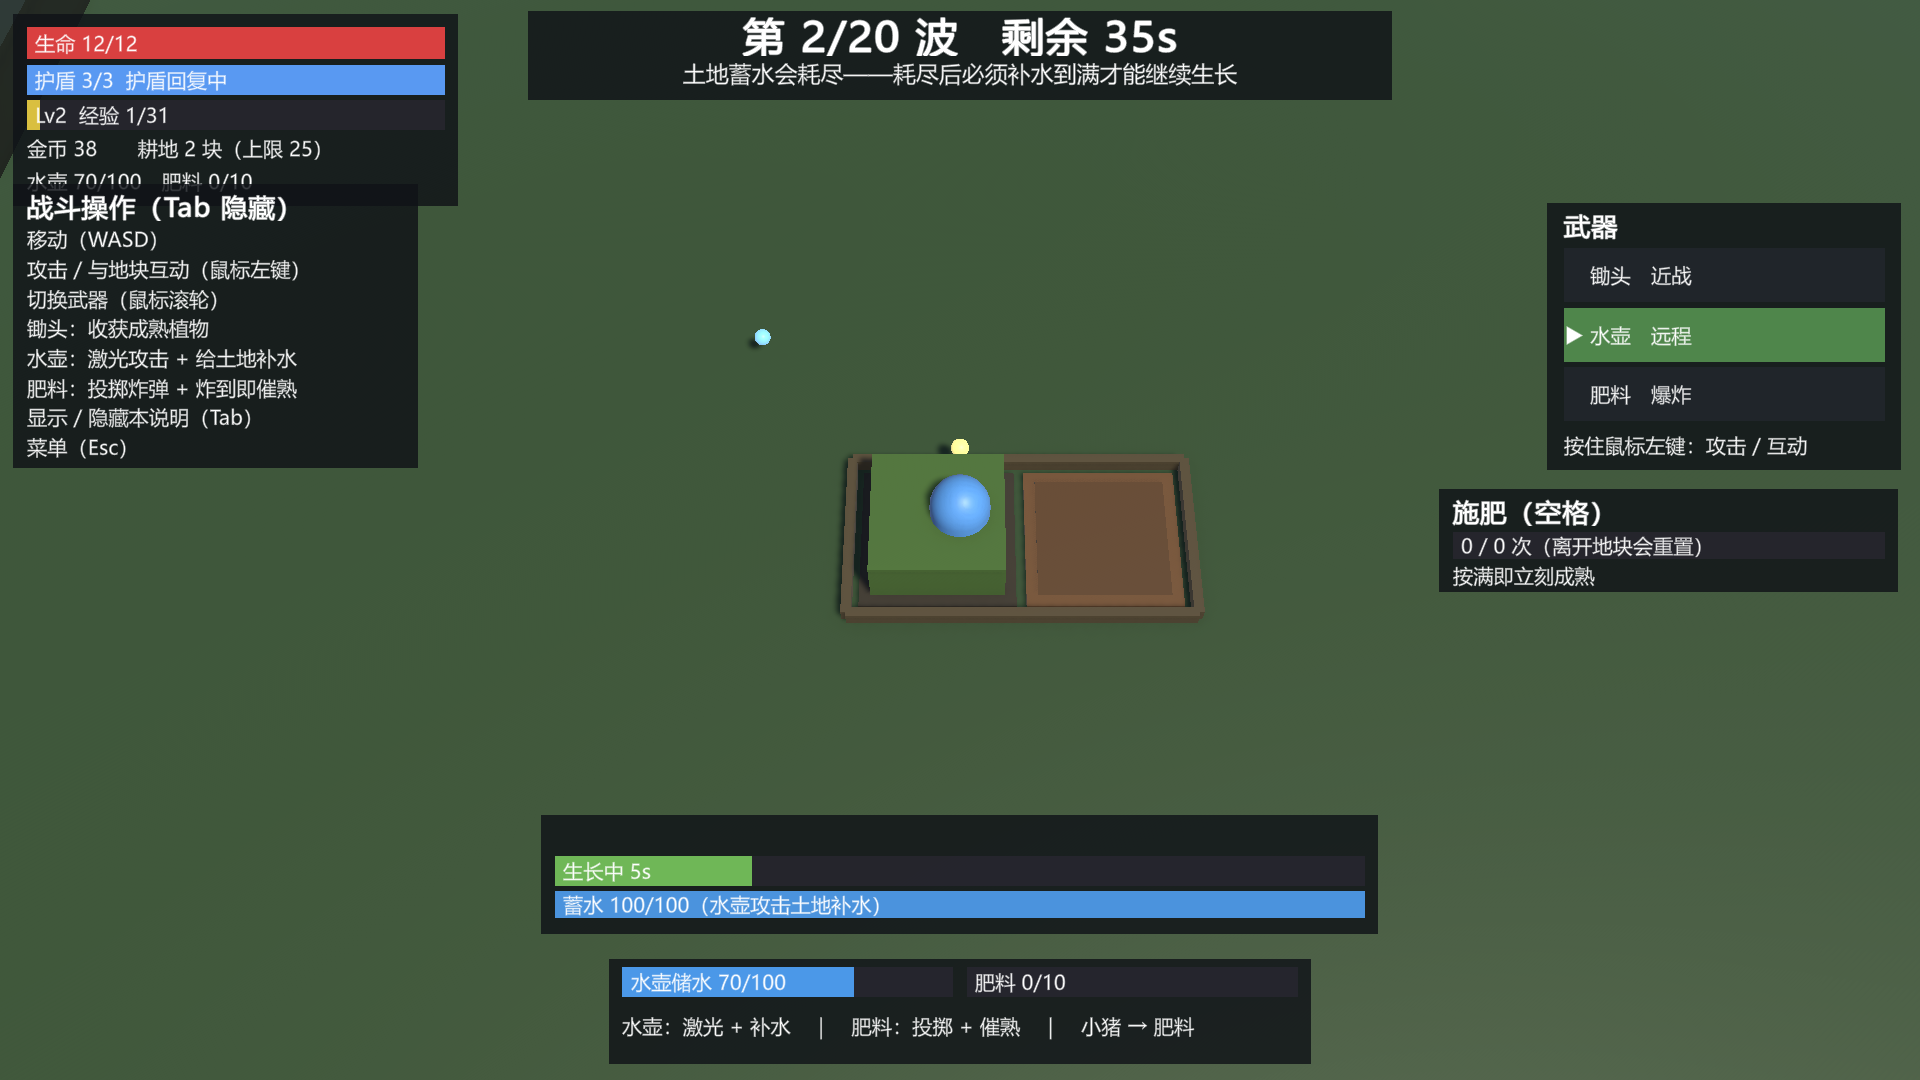 生命 12/12
护盾 3/3 护盾回复中
Lv2 经验 1/31
金币 38 耕地 2 块（上限 25）
水壶 70/100 肥料 0/10
战斗操作（Tab 隐藏）
移动（WASD）
攻击 / 与地块互动（鼠标左键）
切换武器（鼠标滚轮）
锄头：收获成熟植物
水壶：激光攻击 + 给土地补水
肥料：投掷炸弹 + 炸到即催熟
显示 / 隐藏本说明（Tab）
菜单（Esc）
第 2/20 波 剩余 35s
土地蓄水会耗尽——耗尽后必须补水到满才能继续生长
武器
锄头 近战
▶ 水壶 远程
肥料 爆炸
按住鼠标左键：攻击 / 互动
施肥（空格）
0 / 0 次（离开地块会重置）
按满即立刻成熟
生长中 5s
蓄水 100/100（水壶攻击土地补水）
水壶储水 70/100
肥料 0/10
水壶：激光 + 补水 | 肥料：投掷 + 催熟 | 小猪 → 肥料